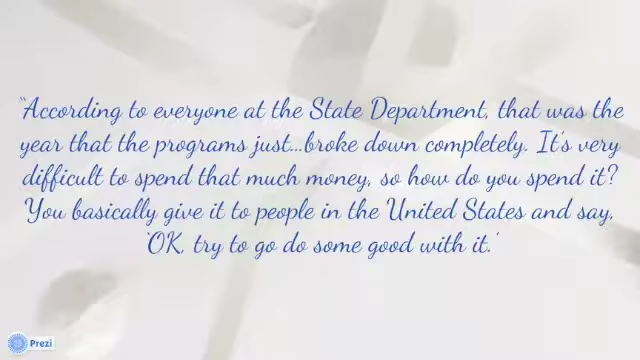 “According to everyone at the State Department, that was the
year that the programs just...broke down completely. It's very
difficult to spend that much money, so how do you spend it?
You basically give it to people in the United States and say,
'OK, try to go do some good with it.'
Prezi